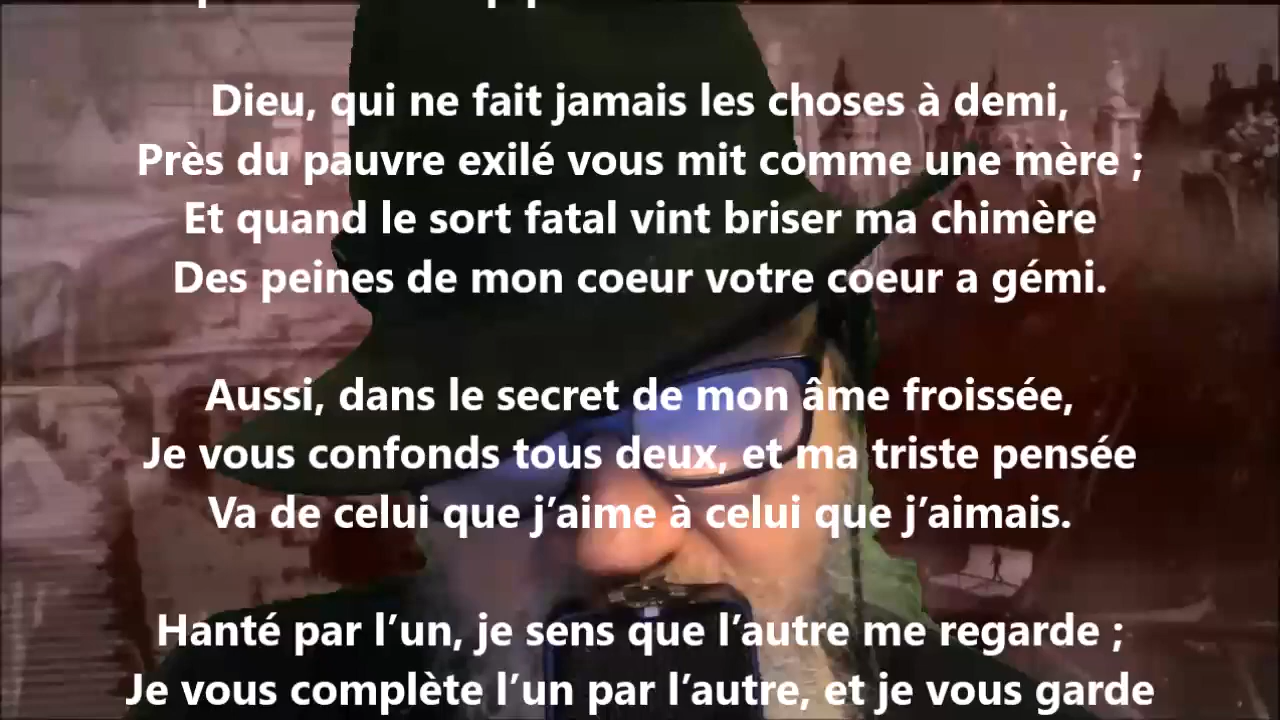 Dieu, qui ne fait jamais les choses à demi,
Près du pauvre exilé vous mit comme une mère ;
Et quand le sort fatal vint briser ma chimère
Des peines de mon coeur votre coeur a gémi.
Aussi, dans le secret de mon âme froissée,
Je vous confonds tous deux, et ma triste pensée
Va de celui que j’aime à celui que j’aimais.
Hanté par l’un, je sens que l’autre me regarde ;
Je vous complète l’un par l’autre, et je vous garde